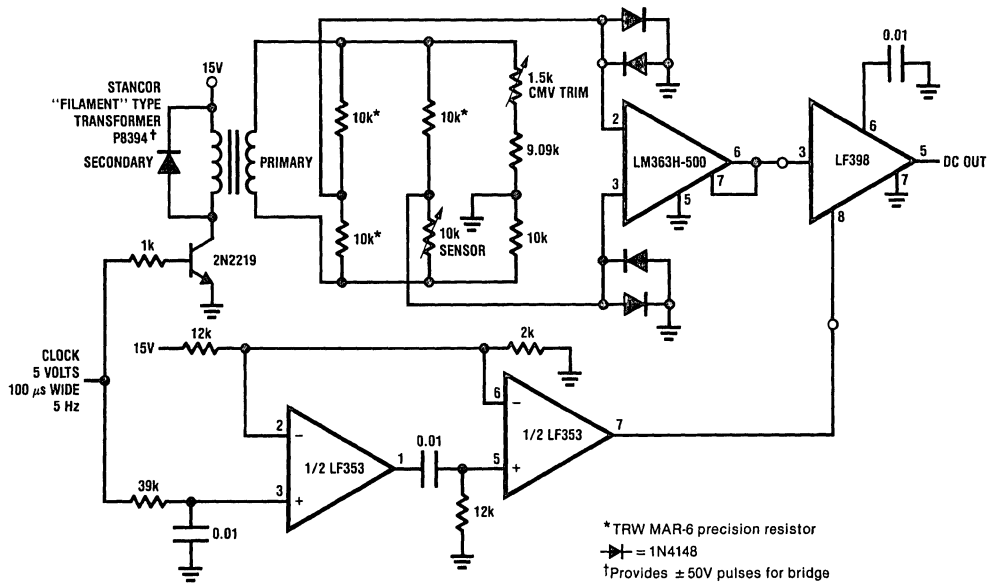 0.01
15V
STANCOR
"FILAMENT" TYPE
TRANSFORMER
P8394†
SECONDARY
PRIMARY
10k*
10k*
1.5k
CMV TRIM
9.09k
10k*
10k
SENSOR
10k
2
3
LM363H-500
6
7
5
3
LF398
6
5
DC OUT
7
8
1k
2N2219
15V
12k
2k
CLOCK
5 VOLTS
100 µs WIDE
5 Hz
2
−
1/2 LF353
3
+
1
0.01
6
−
1/2 LF353
5
+
7
39k
0.01
12k
*TRW MAR-6 precision resistor
= 1N4148
†Provides ± 50V pulses for bridge